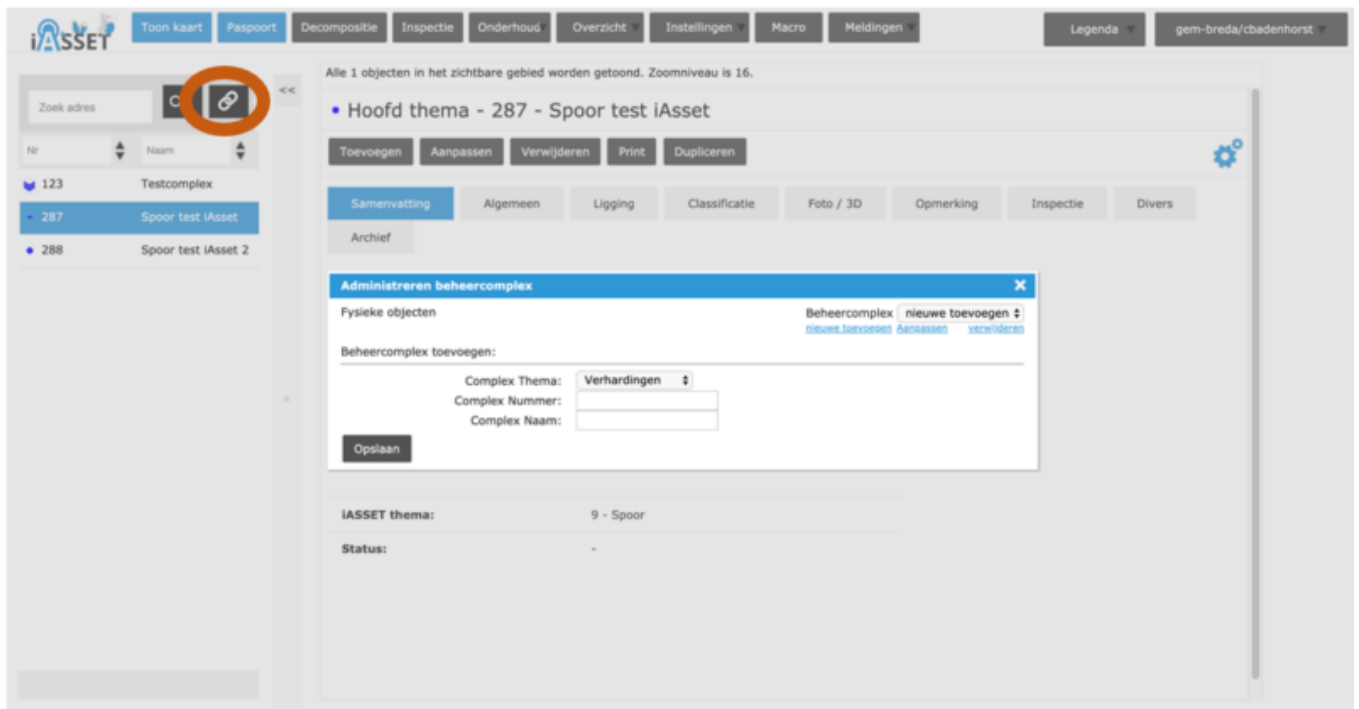 iASSET
Toon kaart Paspoort Decompositie Inspectie Onderhoud Overzicht Instellingen Macro Meldingen Legenda gem-breda/cbadenhorst
Alle 1 objecten in het zichtbare gebied worden getoond. Zoomniveau is 16.
Zoek adres <<
• Hoofd thema - 287 - Spoor test iAsset
Nr Naam
Toevoegen Aanpassen Verwijderen Print Dupliceren
123 Testcomplex
287 Spoor test iAsset
288 Spoor test iAsset 2
Samenvatting Algemeen Ligging Classificatie Foto / 3D Opmerking Inspectie Divers
Archief
Administreren beheercomplex
Fysieke objecten Beheercomplex nieuwe toevoegen
nieuwe toevoegen Aanpassen verwijderen
Beheercomplex toevoegen:
Complex Thema: Verhardingen
Complex Nummer:
Complex Naam:
Opslaan
iASSET thema: 9 - Spoor
Status: -